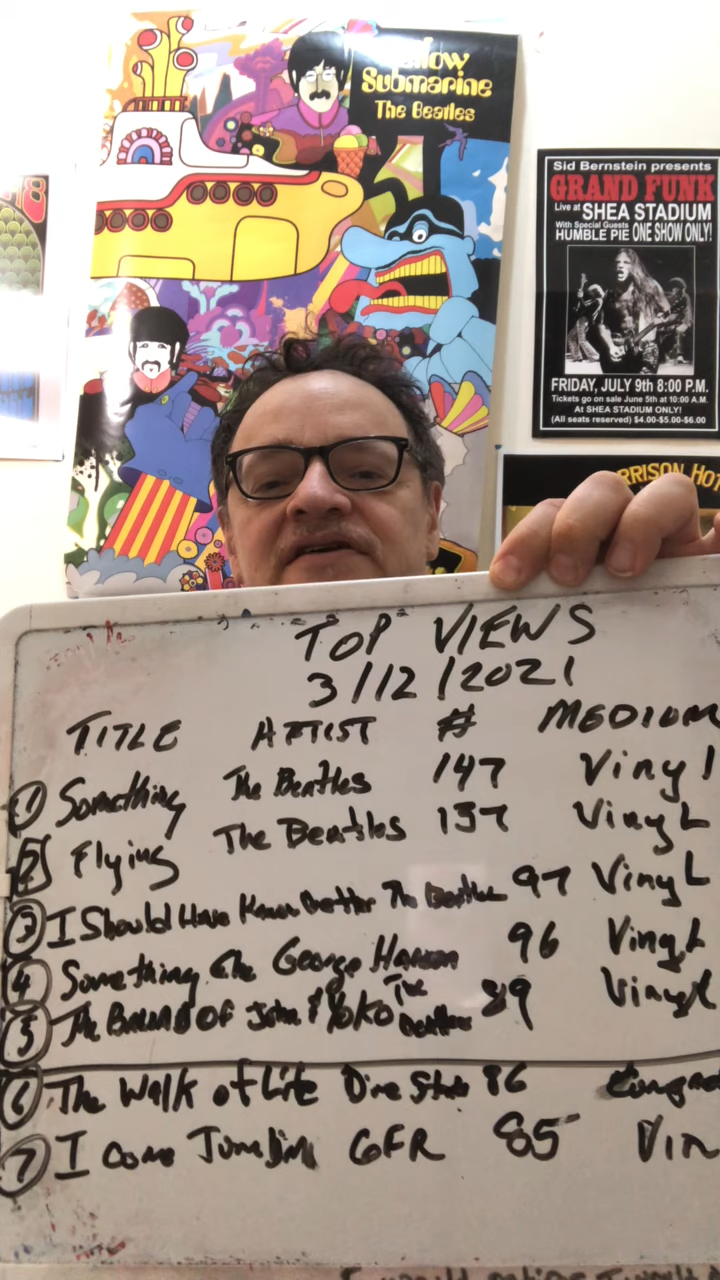 llow
Submarine
The Beatles
Sid Bernstein presents
GRAND FUNK
Live at SHEA STADIUM
With Special Guests
HUMBLE PIE ONE SHOW ONLY!
FRIDAY, JULY 9th 8:00 P.M.
Tickets go on sale June 5th at 10:00 A.M.
At SHEA STADIUM ONLY!
(All seats reserved) $4.00-$5.00-$6.00
RRISON HOT
TOP VIEWS
3/12/2021
TITLE ARTIST # MEDIUM
1 Something The Beatles 147 Vinyl
2 Flying The Beatles 137 Vinyl
3 I Should Have Known Better The Beatles 97 Vinyl
4 Something George 96 Vinyl
5 The Ballad of John & Yoko The Beatles 89 Vinyl
6 The Walk of Life Dire 86
7 I Come GFR 85 Vin